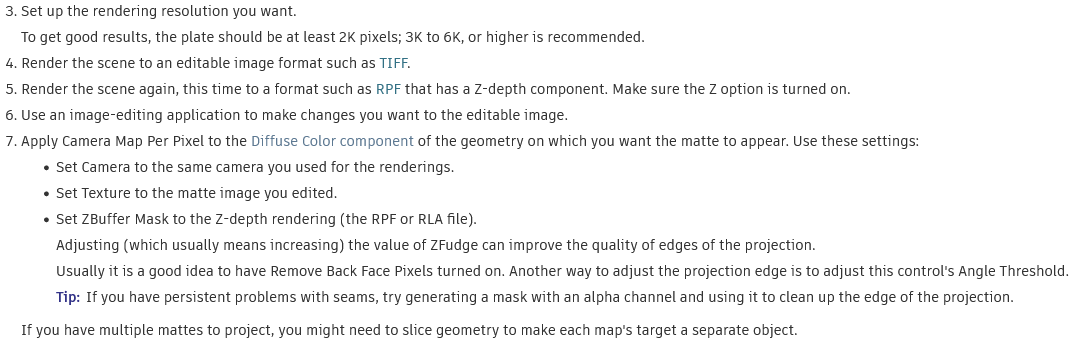 3. Set up the rendering resolution you want.
To get good results, the plate should be at least 2K pixels; 3K to 6K, or higher is recommended.
4. Render the scene to an editable image format such as TIFF.
5. Render the scene again, this time to a format such as RPF that has a Z-depth component. Make sure the Z option is turned on.
6. Use an image-editing application to make changes you want to the editable image.
7. Apply Camera Map Per Pixel to the Diffuse Color component of the geometry on which you want the matte to appear. Use these settings:
• Set Camera to the same camera you used for the renderings.
• Set Texture to the matte image you edited.
• Set ZBuffer Mask to the Z-depth rendering (the RPF or RLA file).
Adjusting (which usually means increasing) the value of ZFudge can improve the quality of edges of the projection.
Usually it is a good idea to have Remove Back Face Pixels turned on. Another way to adjust the projection edge is to adjust this control's Angle Threshold.
Tip: If you have persistent problems with seams, try generating a mask with an alpha channel and using it to clean up the edge of the projection.
If you have multiple mattes to project, you might need to slice geometry to make each map's target a separate object.